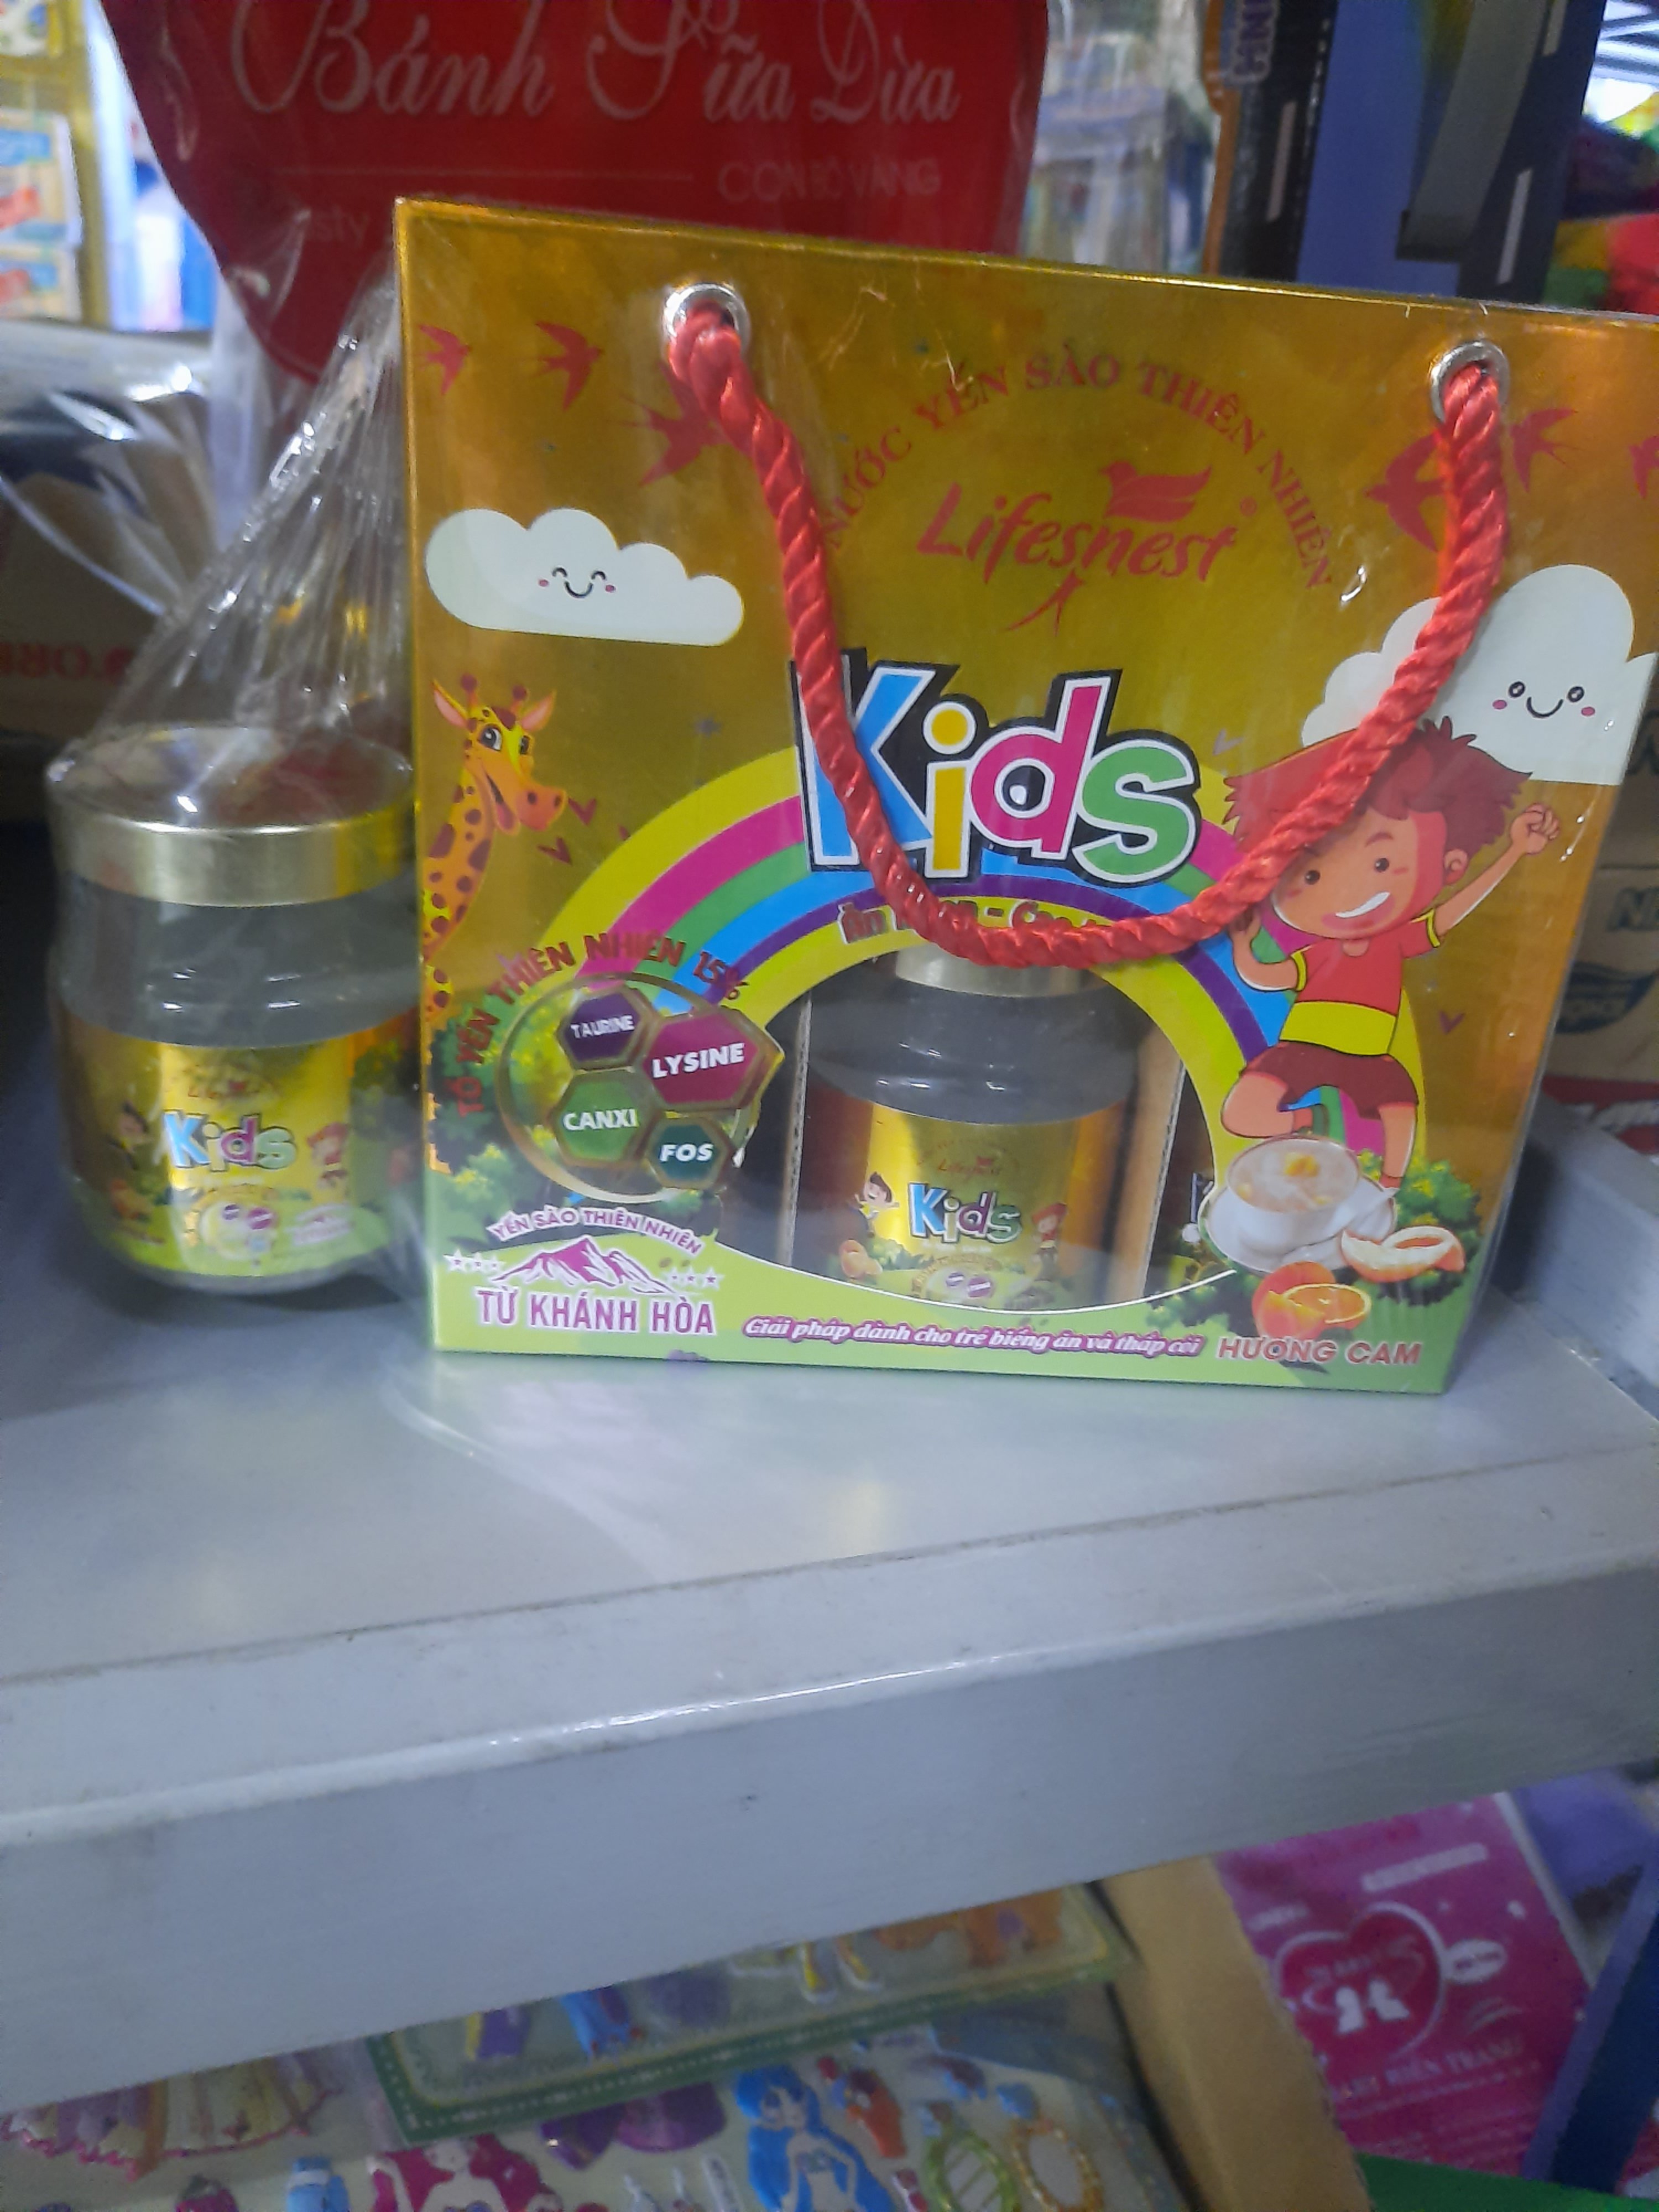 Bánh Sữa Dừa
CON BÒ VÀNG
NƯỚC YẾN SÀO THIÊN NHIÊN
Lifesnest®
Kids
TỔ YẾN THIÊN NHIÊN 15%
TAURINE
LYSINE
CANXI
FOS
YẾN SÀO THIÊN NHIÊN
TỪ KHÁNH HÒA
Giải pháp dành cho trẻ biếng ăn và thấp còi
HƯƠNG CAM
Kids
Lifesnest
Kids